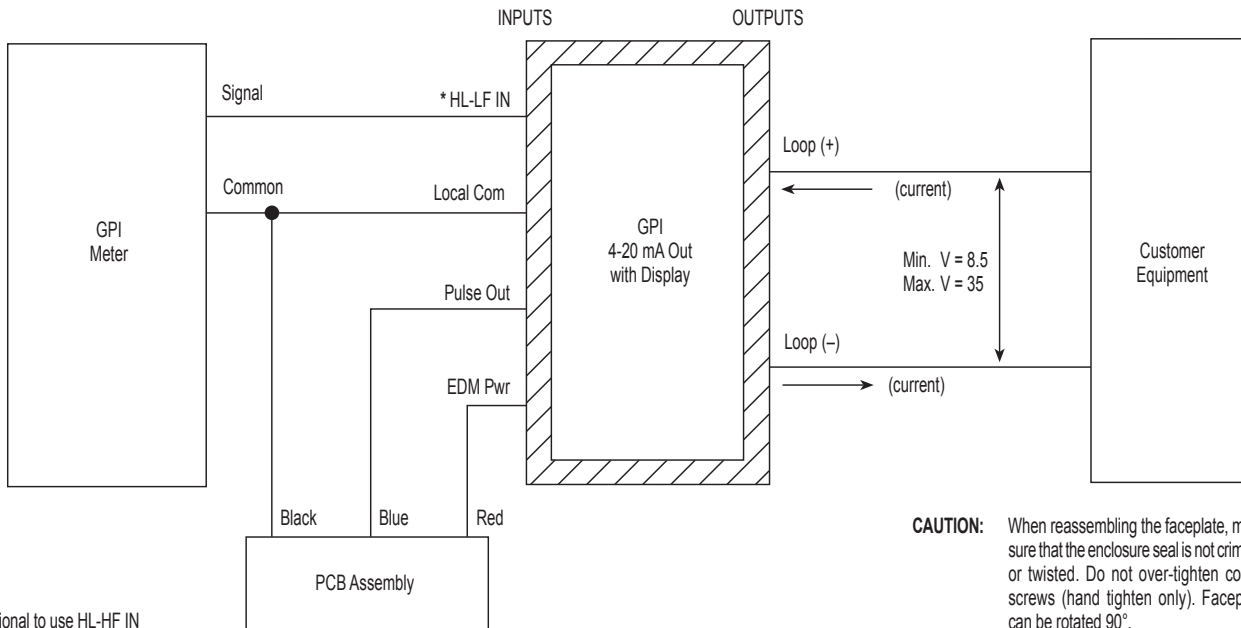 INPUTS
OUTPUTS
Signal
* HL-LF IN
Common
Local Com
GPI
Meter
Pulse Out
EDM Pwr
GPI
4-20 mA Out
with Display
Loop (+)
(current)
Min. V = 8.5
Max. V = 35
Loop (–)
(current)
Customer
Equipment
Black
Blue
Red
PCB Assembly
CAUTION: When reassembling the faceplate,
sure that the enclosure seal is not
or twisted. Do not over-tighten
screws (hand tighten only).
can be rotated 90°.
to use HL-HF IN